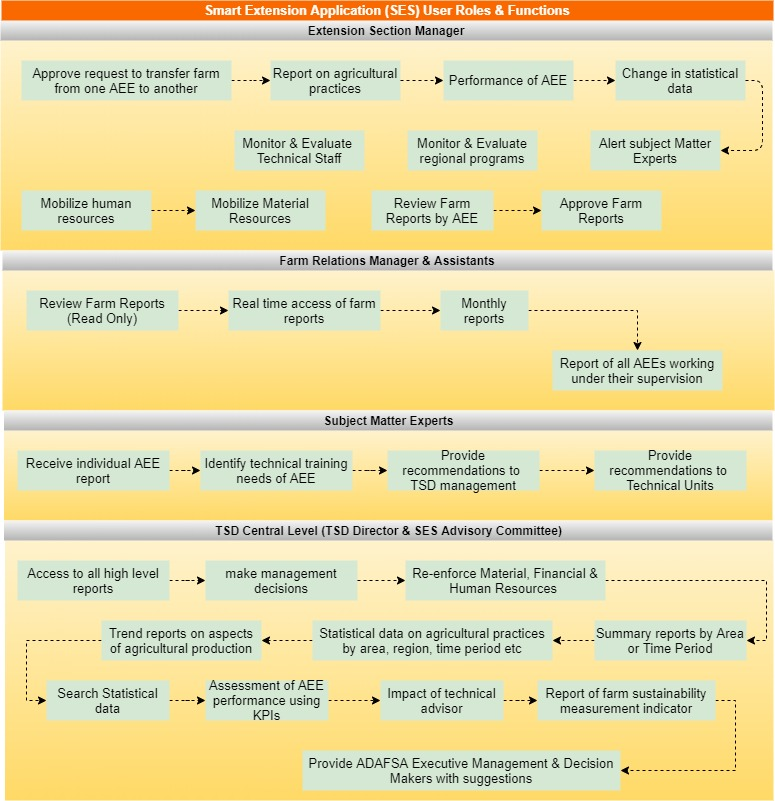 Smart Extension Application (SES) User Roles & Functions
Extension Section Manager
Approve request to transfer farm
from one AEE to another
Report on agricultural
practices
Performance of AEE
Change in statistical
data
Monitor & Evaluate
Technical Staff
Monitor & Evaluate
regional programs
Alert subject Matter
Experts
Mobilize human
resources
Mobilize Material
Resources
Review Farm
Reports by AEE
Approve Farm
Reports
Farm Relations Manager & Assistants
Review Farm Reports
(Read Only)
Real time access of farm
reports
Monthly
reports
Report of all AEEs working
under their supervision
Subject Matter Experts
Receive individual AEE
report
Identify technical training
needs of AEE
Provide
recommendations to
TSD management
Provide
recommendations to
Technical Units
TSD Central Level (TSD Director & SES Advisory Committee)
Access to all high level
reports
make management
decisions
Re-enforce Material, Financial &
Human Resources
Trend reports on aspects
of agricultural production
Statistical data on agricultural practices
by area, region, time period etc
Summary reports by Area
or Time Period
Search Statistical
data
Assessment of AEE
performance using
KPIs
Impact of technical
advisor
Report of farm sustainability
measurement indicator
Provide ADAFSA Executive Management & Decision
Makers with suggestions